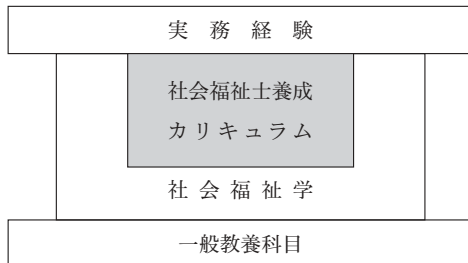 実務経験
社会福祉士養成
カリキュラム
社会福祉学
一般教養科目